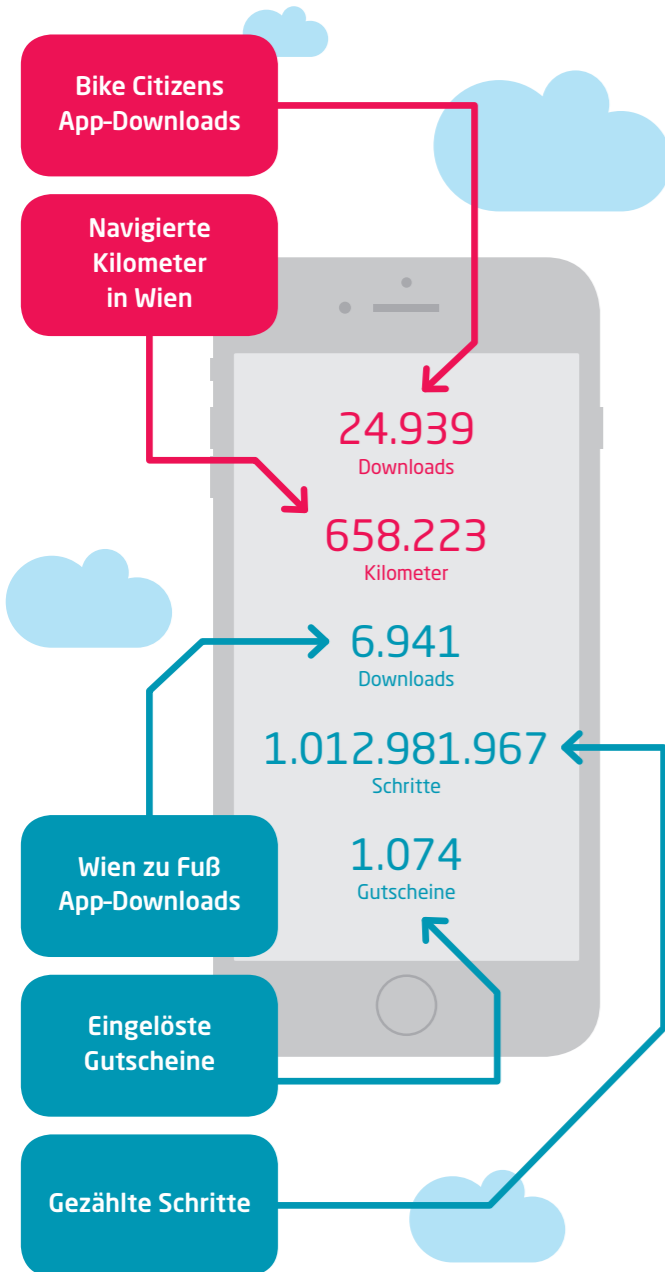 Bike Citizens
App-Downloads
Navigierte
Kilometer
in Wien
24.939
Downloads
658.223
Kilometer
6.941
Downloads
1.012.981.967
Schritte
1.074
Gutscheine
Wien zu Fuß
App-Downloads
Eingelöste
Gutscheine
Gezählte Schritte